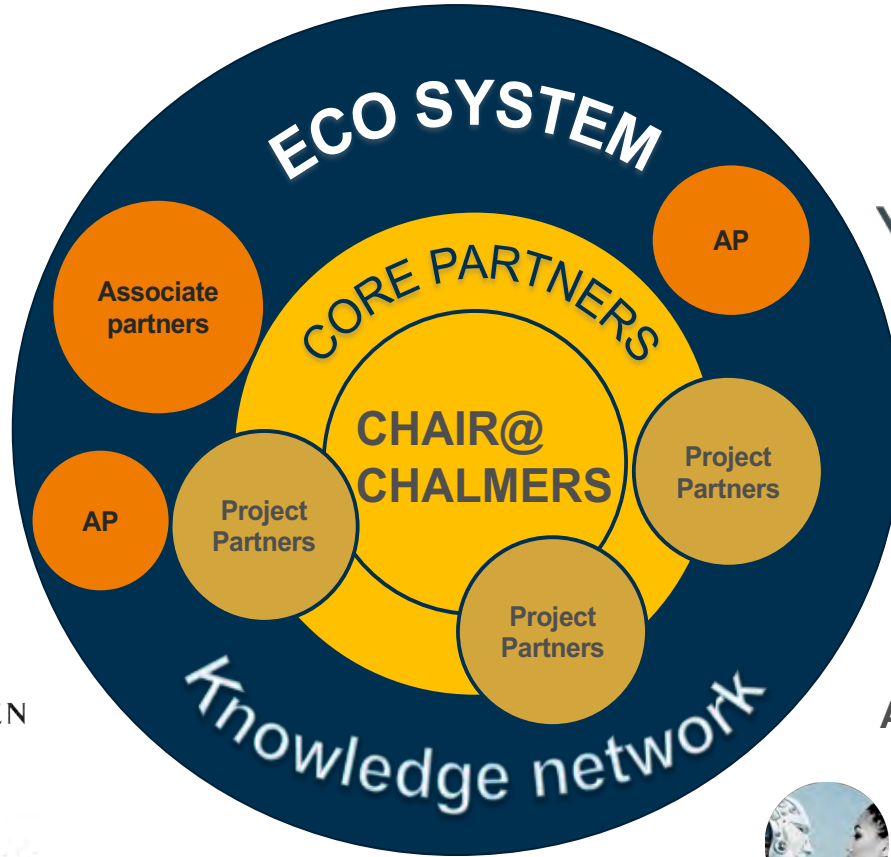 ECO SYSTEM
AP
CORE PARTNERS
Associate
partners
CHAIR@
CHALMERS
Project
Partners
AP
Project
Partners
Project
Partners
Knowledge network